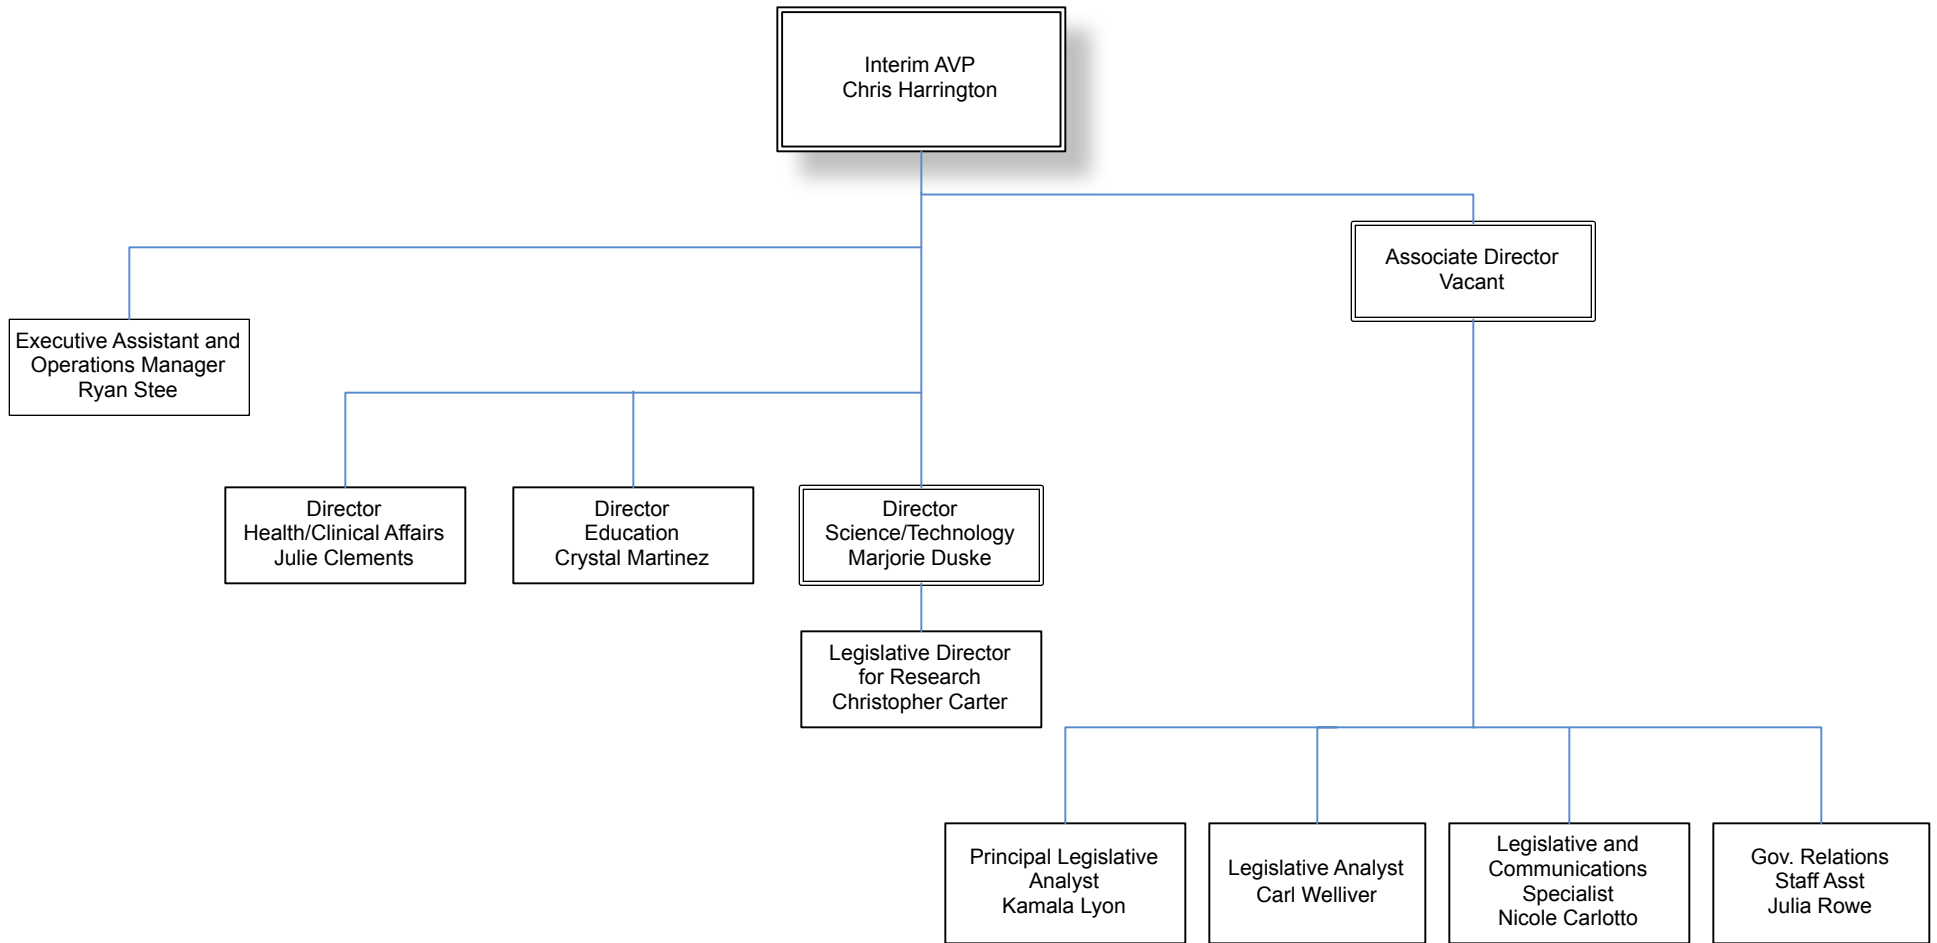 Interim AVP
Chris Harrington
Associate Director
Vacant
Executive Assistant and
Operations Manager
Ryan Stee
Director
Health/Clinical Affairs
Julie Clements
Director
Education
Crystal Martinez
Director
Science/Technology
Marjorie Duske
Legislative Director
for Research
Christopher Carter
Principal Legislative
Analyst
Kamala Lyon
Legislative Analyst
Carl Welliver
Legislative and
Communications
Specialist
Nicole Carlotto
Gov. Relations
Staff Asst
Julia Rowe